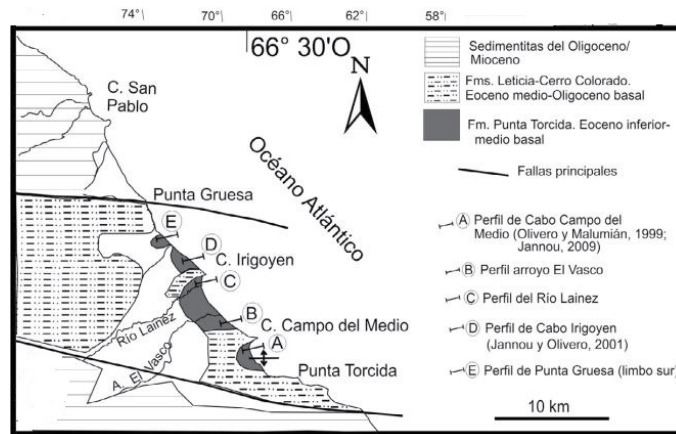 74° 70° 66° 62° 58°
66° 30'O
N
C. San
Pablo
Océano Atlántico
Punta Gruesa
E
D
C. Irigoyen
C
B
C. Campo del Medio
A
Río Lainez
A. El Vasco
Punta Torcida
Sedimentitas del Oligoceno/
Mioceno
Fms. Leticia-Cerro Colorado.
Eoceno medio-Oligoceno basal
Fm. Punta Torcida. Eoceno inferior-
medio basal
Fallas principales
A Perfil de Cabo Campo del
Medio (Olivero y Malumián, 1999;
Jannou, 2009)
B Perfil arroyo El Vasco
C Perfil del Río Lainez
D Perfil de Cabo Irigoyen
(Jannou y Olivero, 2001)
E Perfil de Punta Gruesa (limbo sur)
10 km